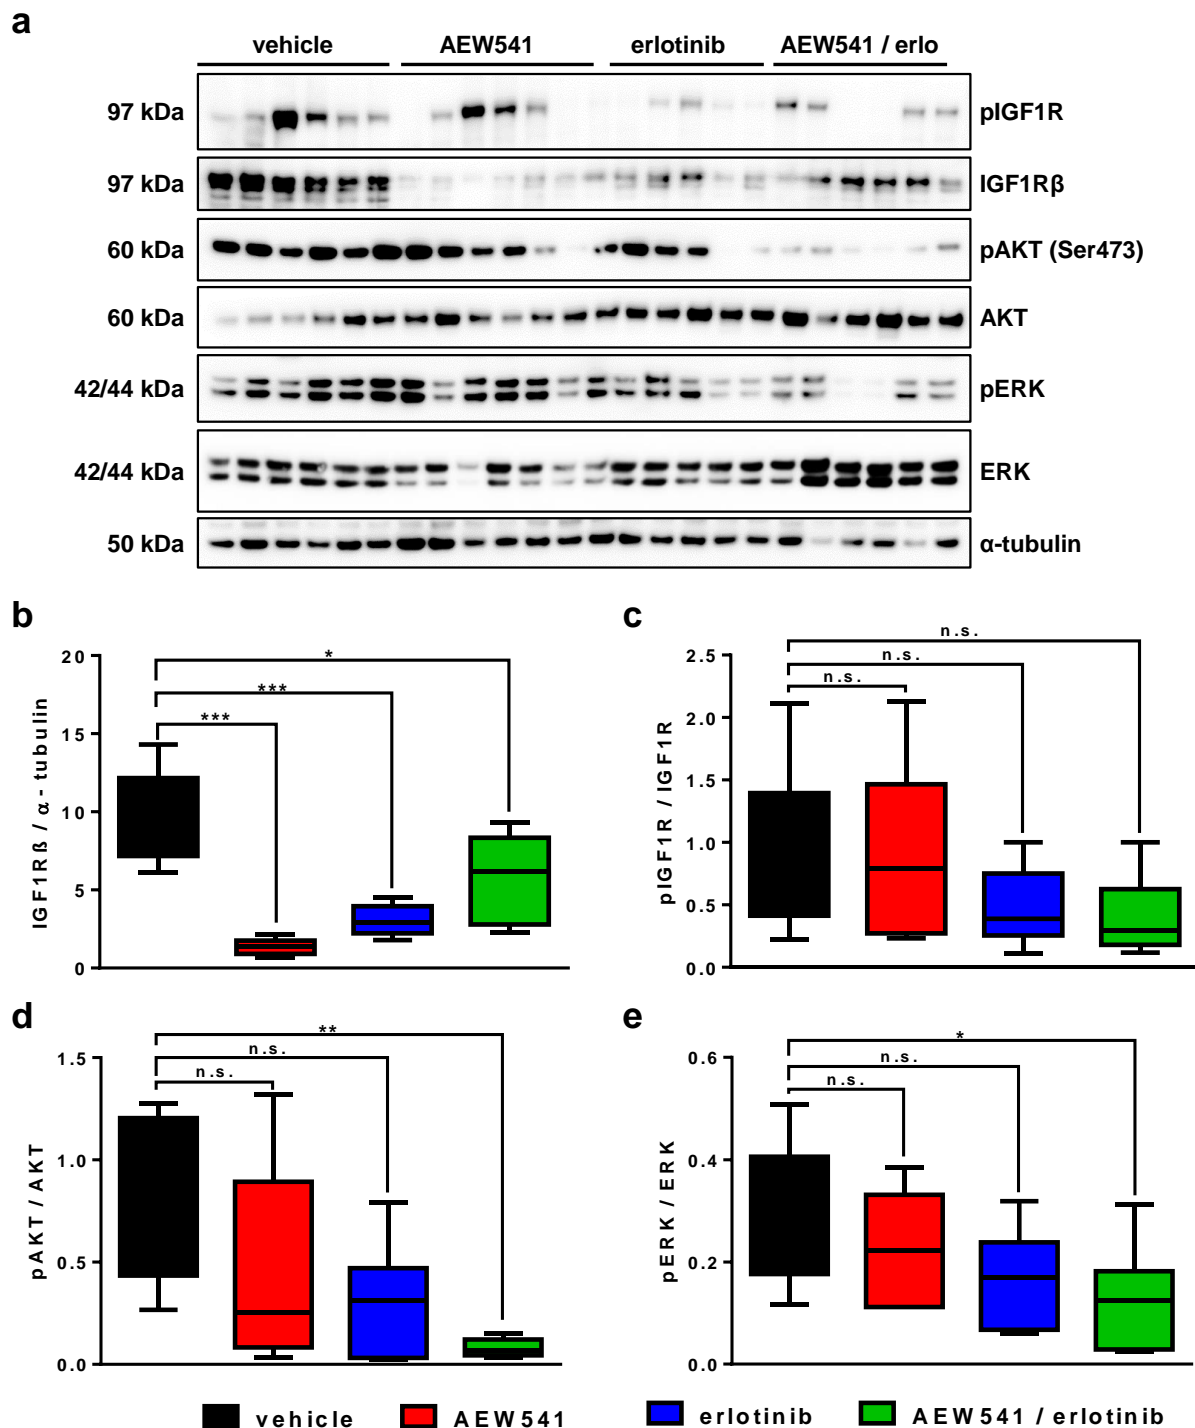 a
vehicle AEW541 erlotinib AEW541 / erlo
97 kDa pIGF1R
97 kDa IGF1Rβ
60 kDa pAKT (Ser473)
60 kDa AKT
42/44 kDa pERK
42/44 kDa ERK
50 kDa α-tubulin
b
IGF1Rß / α - tubulin
20
15
10
5
0
*
***
***
c
pIGF1R / IGF1R
2.5
2.0
1.5
1.0
0.5
0.0
n.s.
n.s.
n.s.
d
pAKT / AKT
1.5
1.0
0.5
0.0
**
n.s.
n.s.
e
pERK / ERK
0.6
0.4
0.2
0.0
*
n.s.
n.s.
vehicle AEW541 erlotinib AEW541 / erlotinib